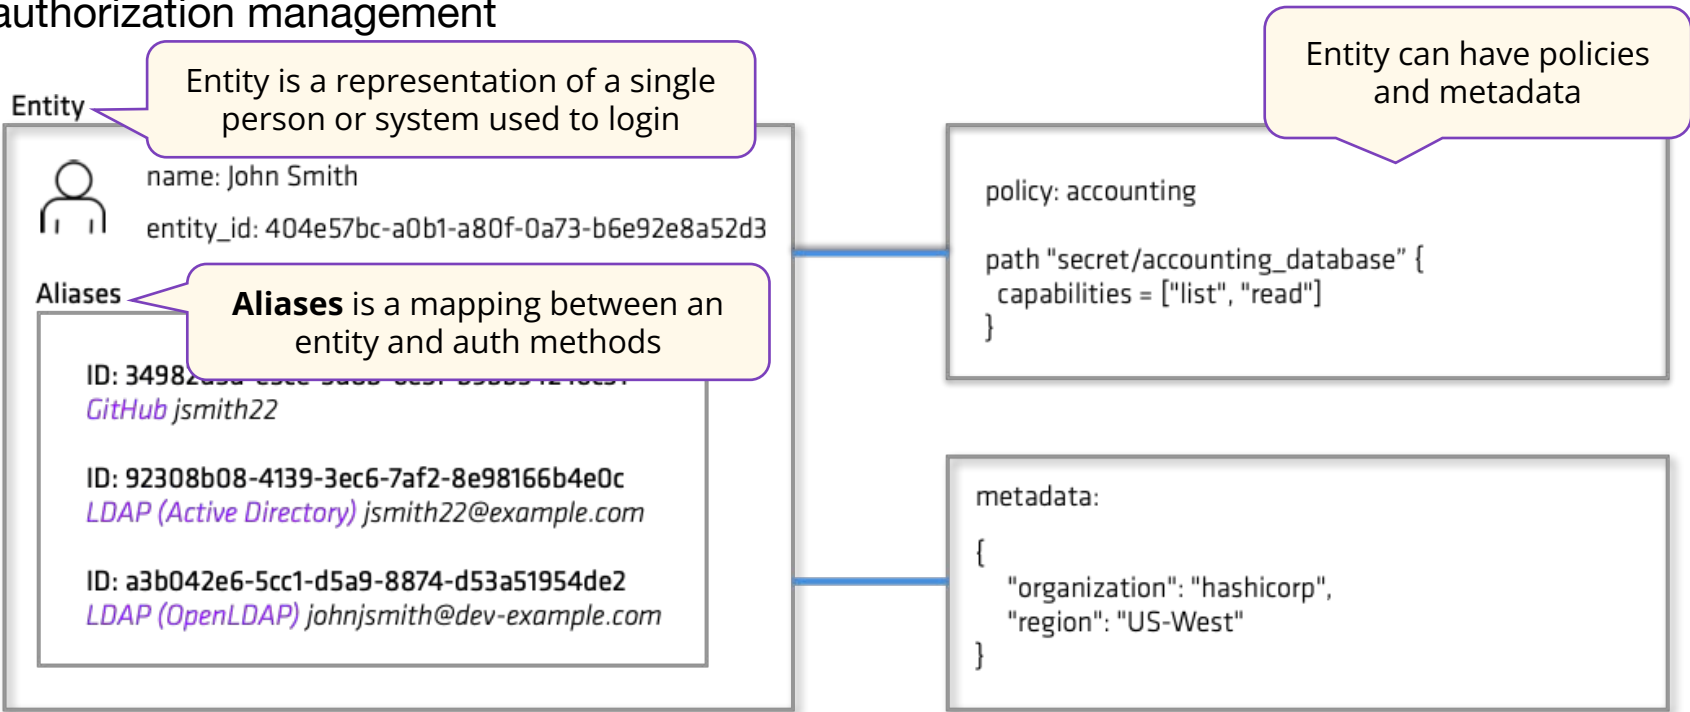 authorization management
Entity
Entity is a representation of a single
person or system used to login
name: John Smith
entity_id: 404e57bc-a0b1-a80f-0a73-b6e92e8a52d3
Aliases
Aliases is a mapping between an
entity and auth methods
ID:
GitHub jsmith22
ID: 92308b08-4139-3ec6-7af2-8e98166b4e0c
LDAP (Active Directory) jsmith22@example.com
ID: a3b042e6-5cc1-d5a9-8874-d53a51954de2
LDAP (OpenLDAP) johnjsmith@dev-example.com
Entity can have policies
and metadata
policy: accounting
path "secret/accounting_database” {
capabilities = ["list", "read"]
}
metadata:
{
"organization": "hashicorp",
"region": "US-West"
}